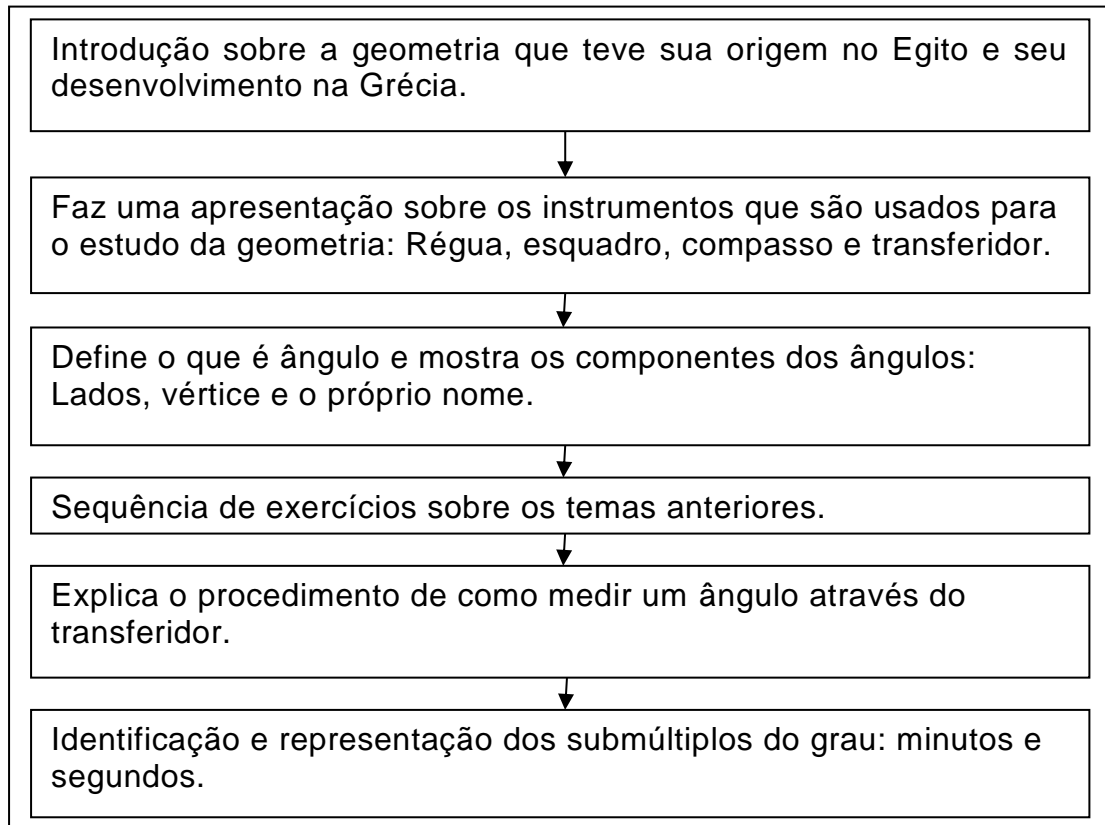 Introdução sobre a geometria que teve sua origem no Egito e seu
desenvolvimento na Grécia.
Faz uma apresentação sobre os instrumentos que são usados para
o estudo da geometria: Régua, esquadro, compasso e transferidor.
Define o que é ângulo e mostra os componentes dos ângulos:
Lados, vértice e o próprio nome.
Sequência de exercícios sobre os temas anteriores.
Explica o procedimento de como medir um ângulo através do
transferidor.
Identificação e representação dos submúltiplos do grau: minutos e
segundos.